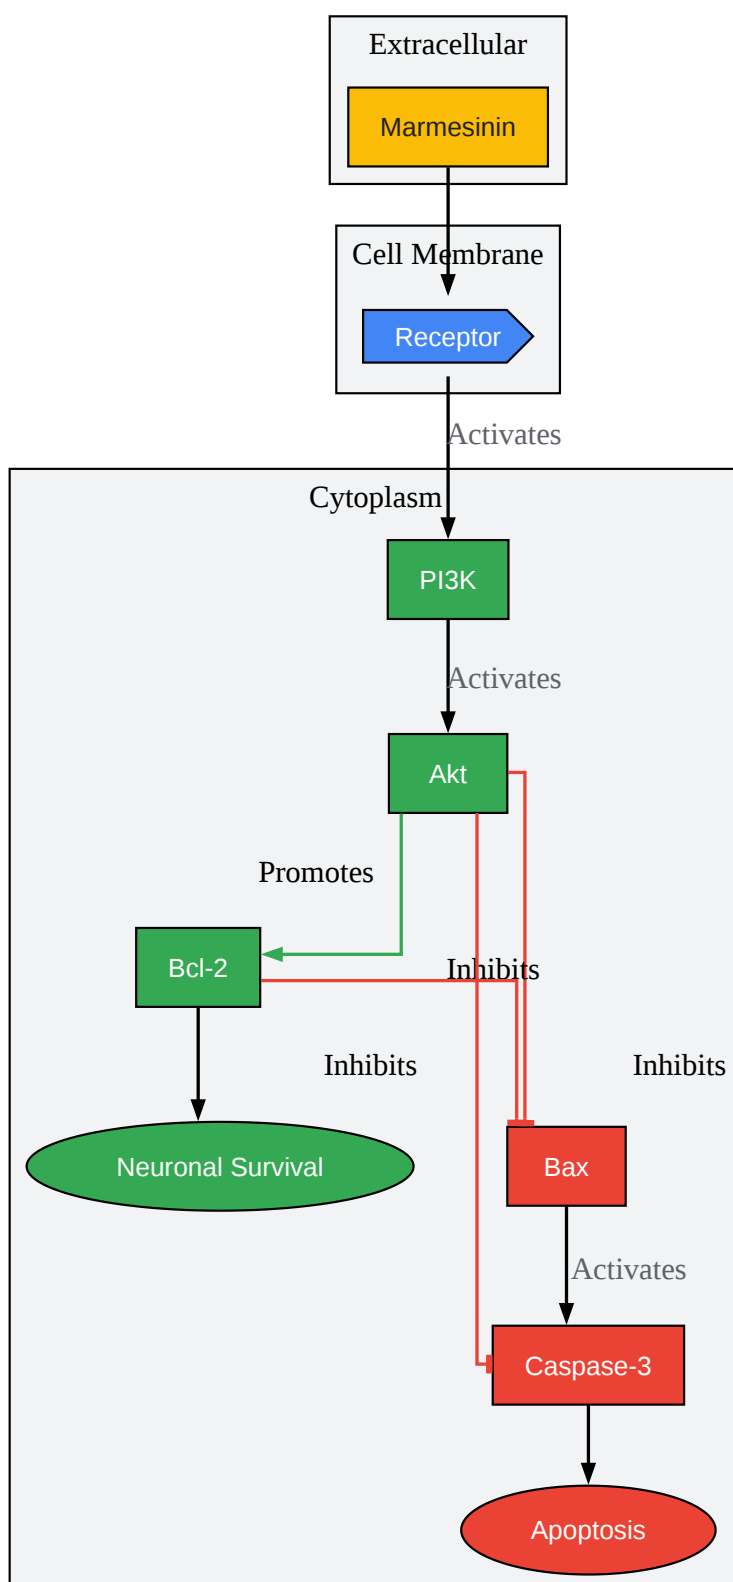 Extracellular
Marmesinin
Cell Membrane
Receptor
Activates
Cytoplasm
PI3K
Activates
Akt
Promotes
Bcl-2
Inhibits
Inhibits
Inhibits
Neuronal Survival
Bax
Activates
Caspase-3
Apoptosis